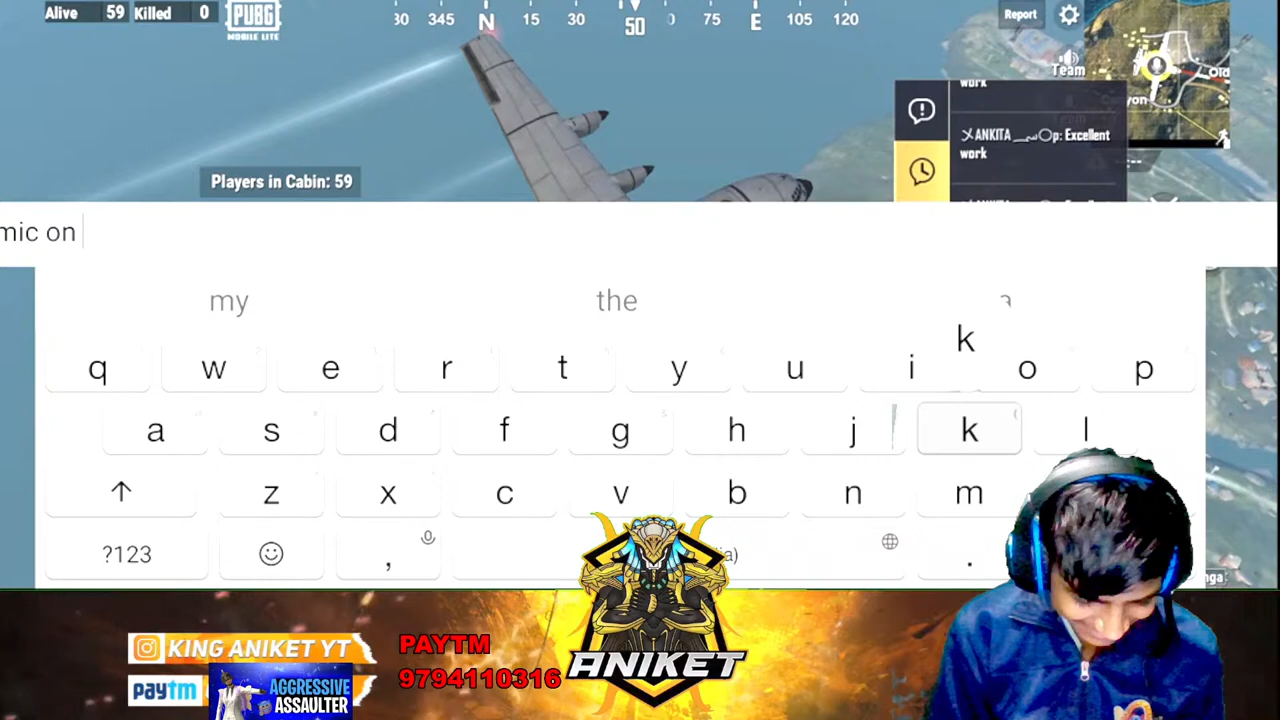 Alive 59 Killed 0
PUBG
MOBILE LITE
30 345 N 15 30 50 0 75 E 105 120
Report
Team
Canyon
work
ANKITA p: Excellent
work
Players in Cabin: 59
mic on
my the a
k
q w e r t y u i o p
a s d f g h j k l
z x c v b n m
?123 , .
KING ANIKET YT
PAYTM
9794110316
paytm
AGGRESSIVE
ASSAULTER
ANIKET